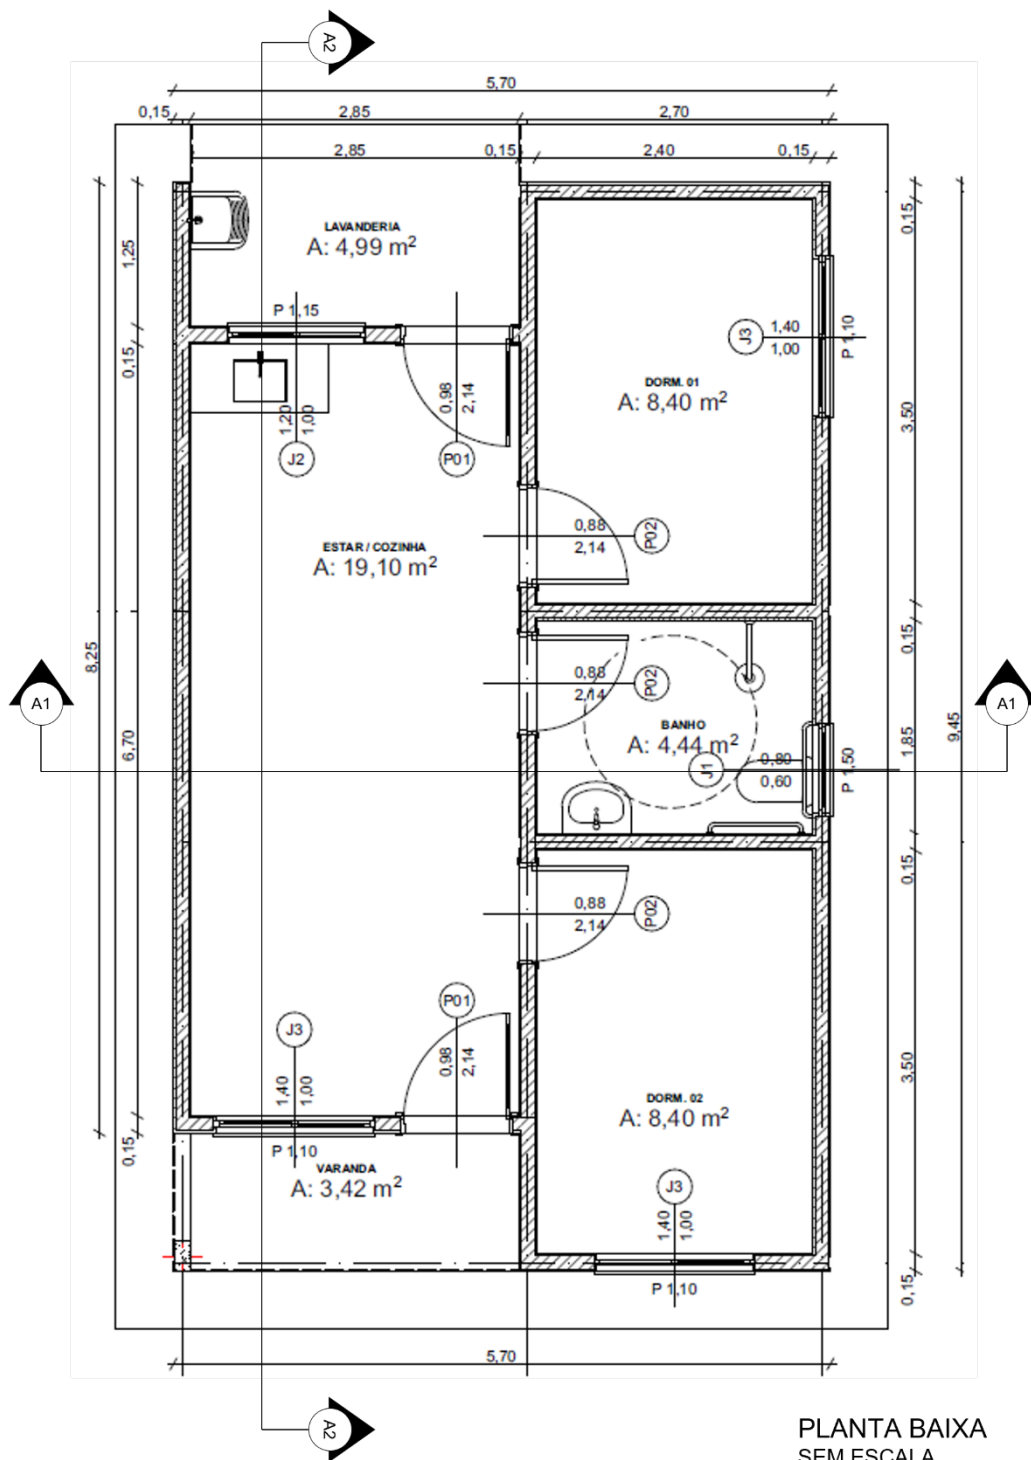 A2
5,70
0,15 2,85 2,70
2,85 0,15 2,40 0,15
LAVANDERIA
A: 4,99 m²
1,25
0,15
P 1,15
J3 1,40
1,00
P 1,10
0,15
DORM. 01
A: 8,40 m²
0,98
2,14
1,20
1,00
3,50
J2
P01
0,88
2,14
P02
ESTAR / COZINHA
A: 19,10 m²
8,25
0,15
0,88
2,14
P02
A1
A1
BANHO
A: 4,44 m²
6,70
1,85
9,45
J1
0,80
0,60
P 1,50
0,15
0,88
2,14
P02
P01
J3
0,98
2,14
1,40
1,00
3,50
DORM. 02
A: 8,40 m²
0,15
P 1,10
VARANDA
A: 3,42 m²
J3
1,40
1,00
P 1,10
0,15
5,70
A2
PLANTA BAIXA
SEM ESCALA